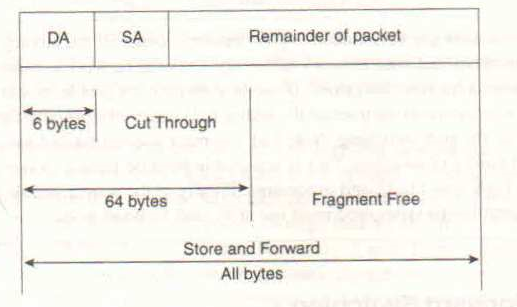 DA SA Remainder of packet
6 bytes Cut Through
64 bytes Fragment Free
Store and Forward
All bytes